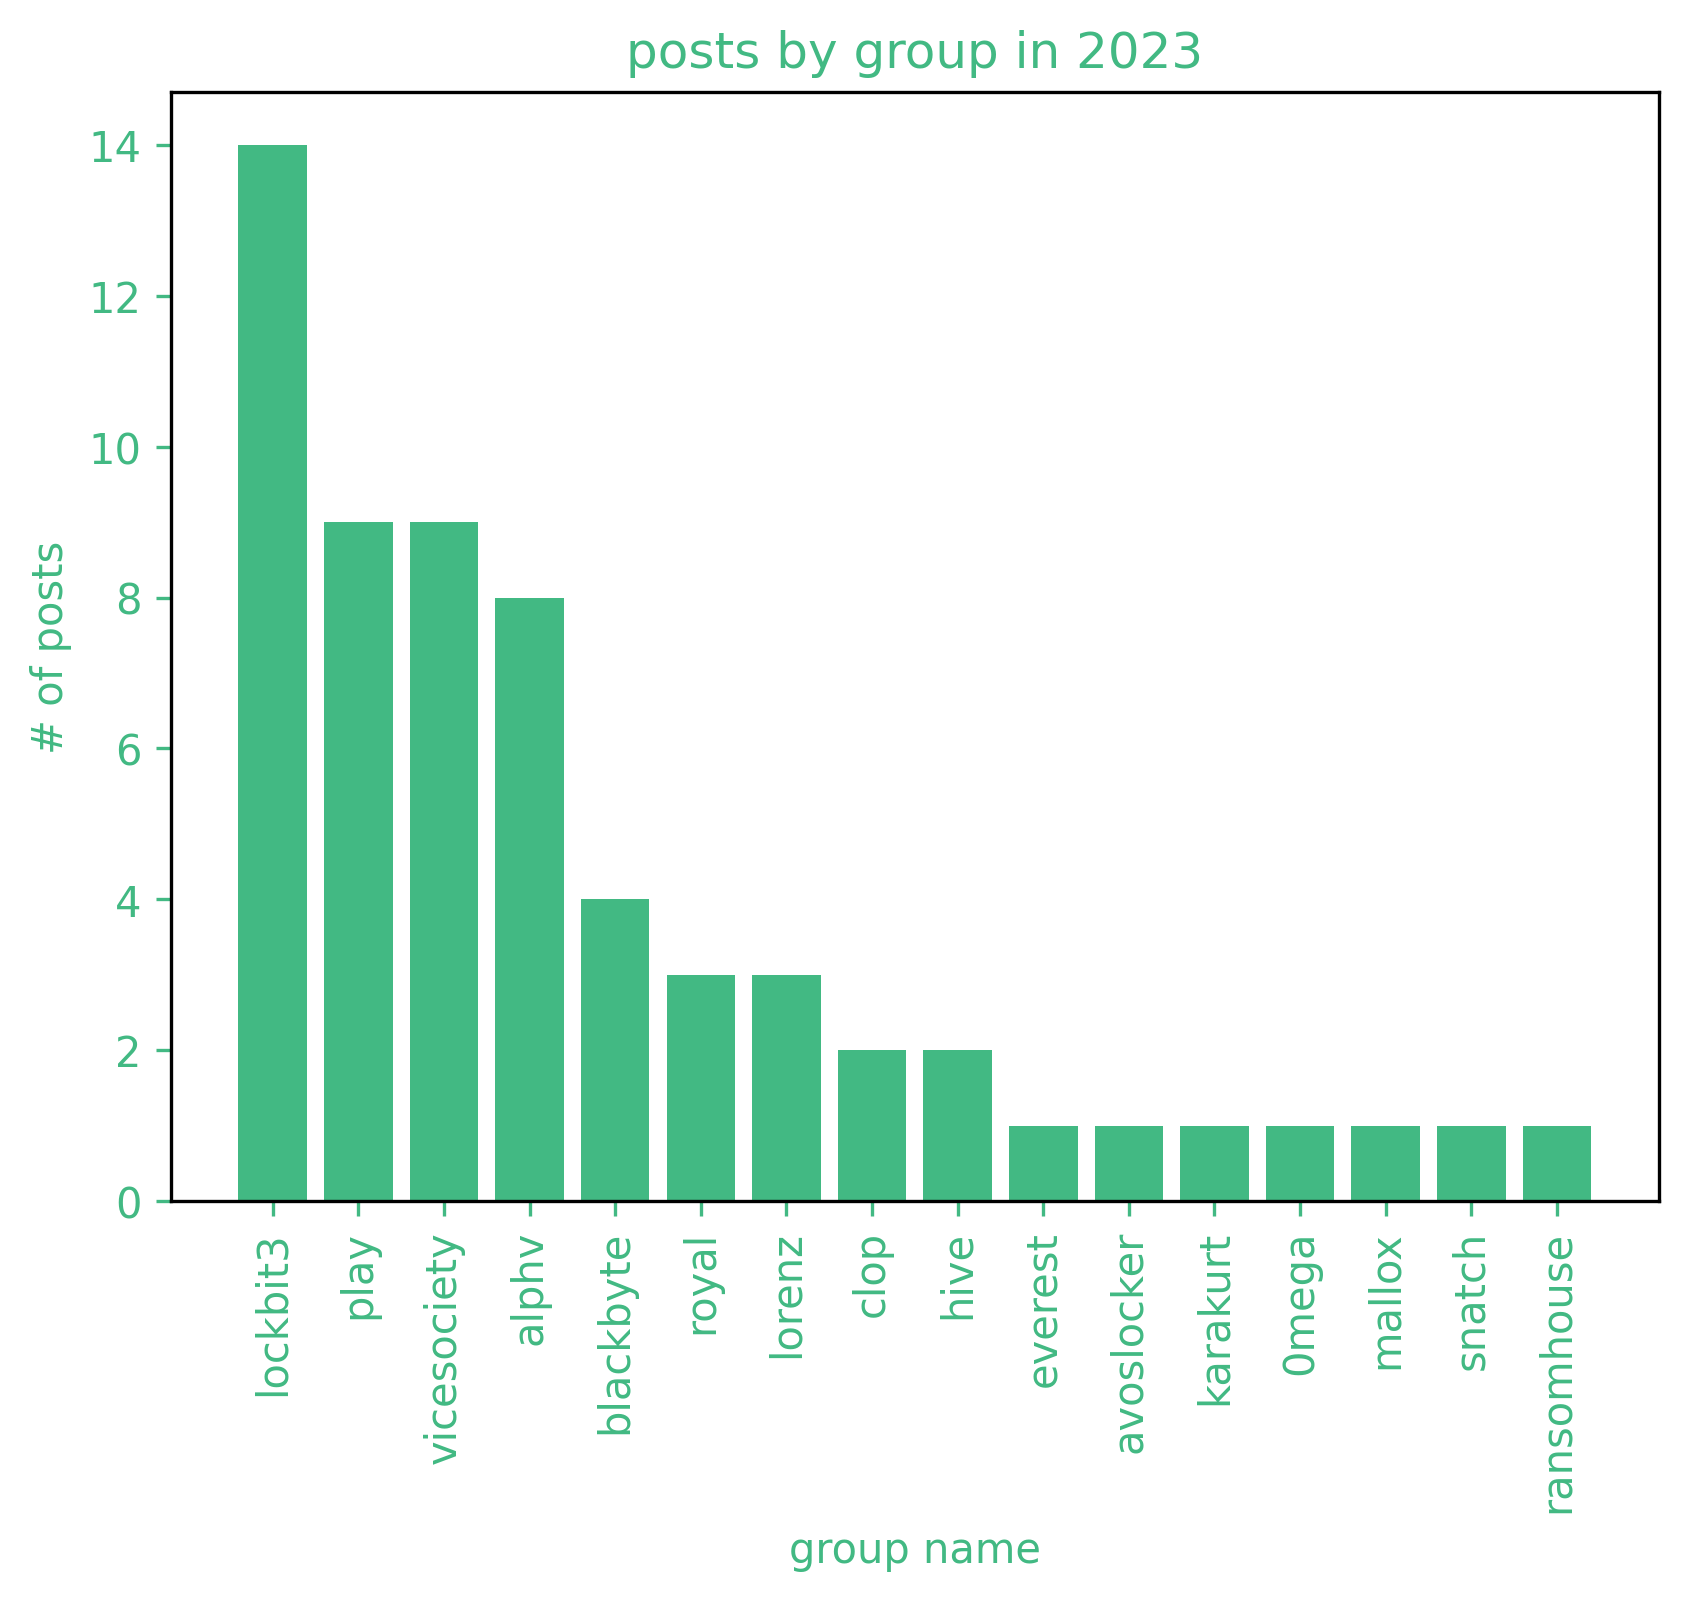 posts by group in 2023
14
12
10
8
6
4
2
0
# of posts
lockbit3
play
vicesociety
alphv
blackbyte
royal
lorenz
clop
hive
everest
avoslocker
karakurt
0mega
mallox
snatch
ransomhouse
group name